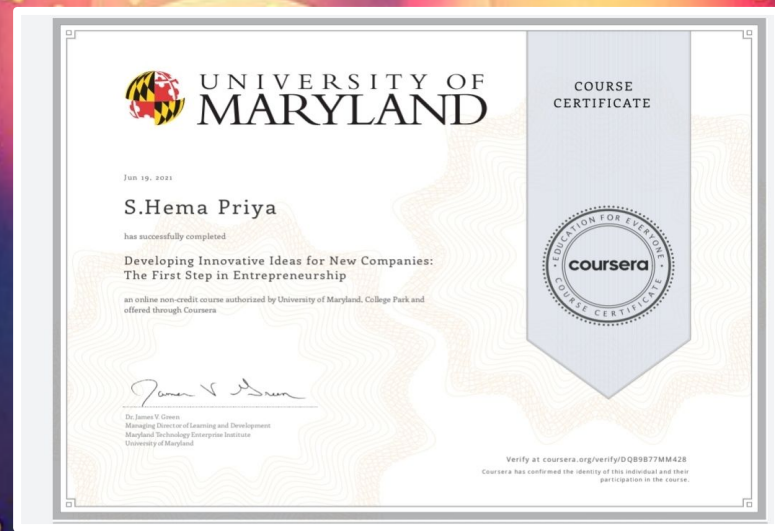 UNIVERSITY OF
MARYLAND
COURSE
CERTIFICATE
Jun 19, 2021
S.Hema Priya
has successfully completed
Developing Innovative Ideas for New Companies:
The First Step in Entrepreneurship
an online non-credit course authorized by University of Maryland, College Park and
offered through Coursera
EDUCATION FOR EVERYONE
coursera
COURSE CERTIFICATE
James V Green
Dr. James V. Green
Managing Director of Learning and Development
Maryland Technology Enterprise Institute
University of Maryland
Verify at coursera.org/verify/DQB9B77MM428
Coursera has confirmed the identity of this individual and their
participation in the course.